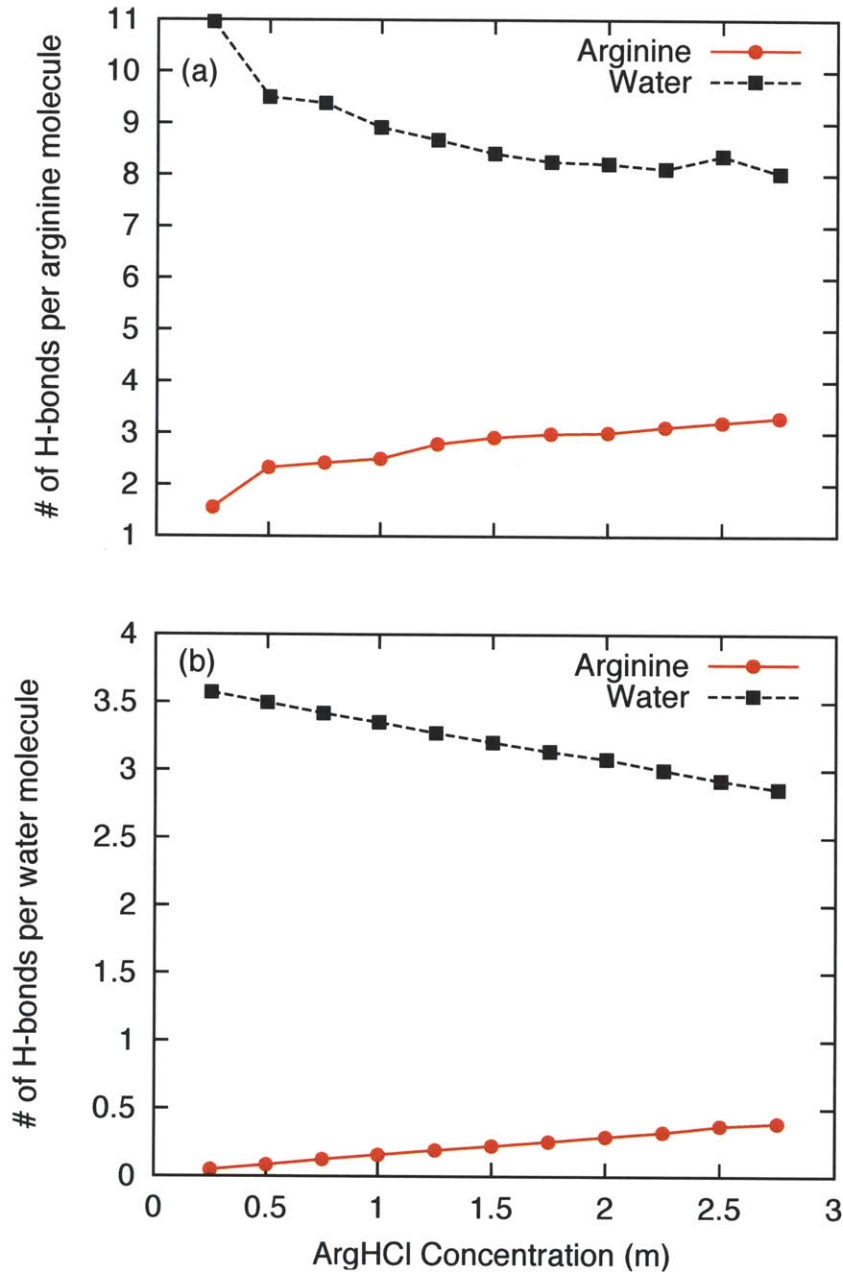 11
10
9
8
7
6
5
4
3
2
1
(a)
Arginine
Water
# of H-bonds per arginine molecule
4
3.5
3
2.5
2
1.5
1
0.5
0
(b)
Arginine
Water
# of H-bonds per water molecule
0 0.5 1 1.5 2 2.5 3
ArgHCl Concentration (m)